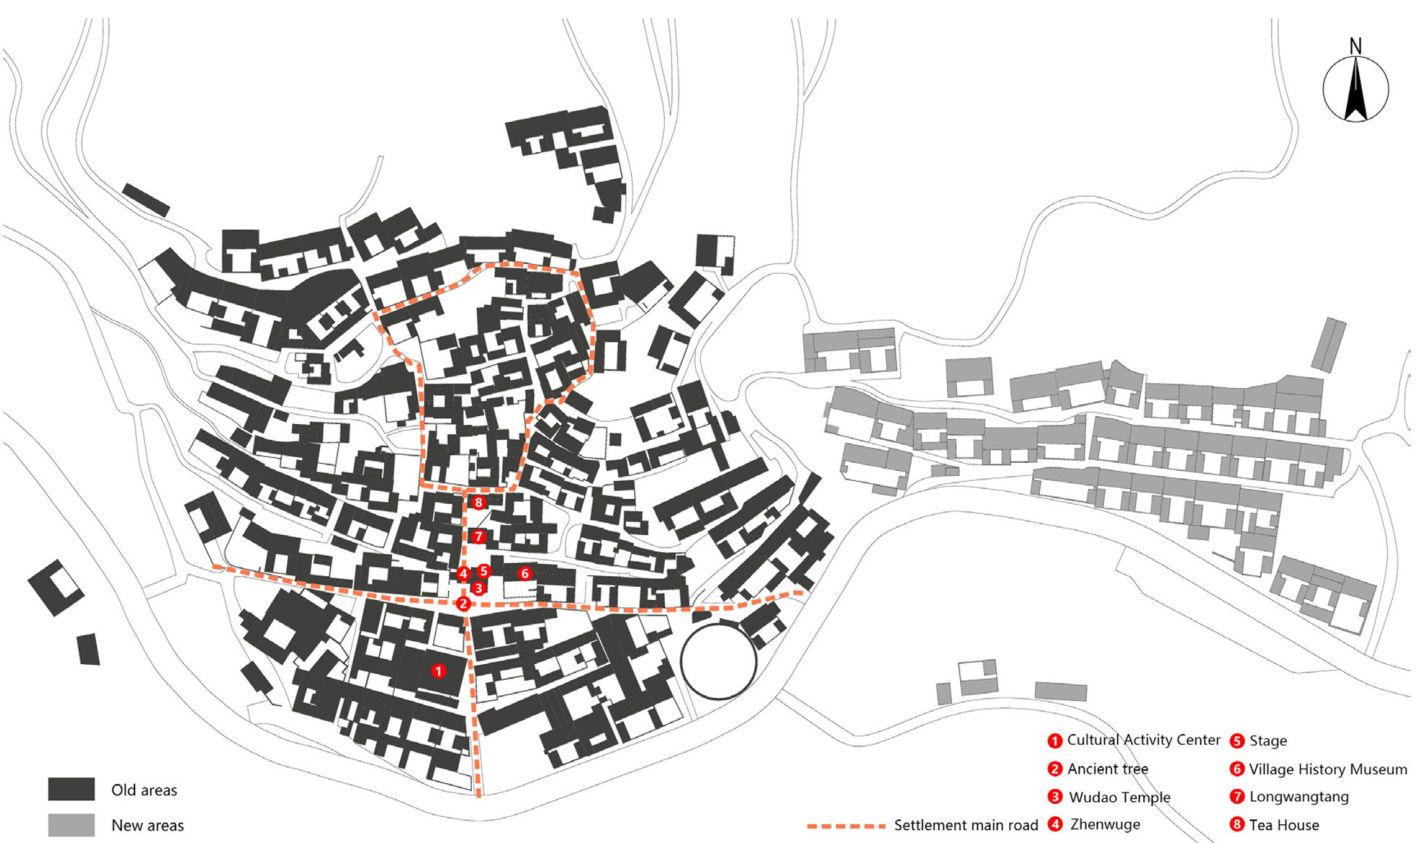 N
8
7
4
5
6
3
2
1
1 Cultural Activity Center 5 Stage
2 Ancient tree 6 Village History Museum
3 Wudao Temple 7 Longwangtang
Settlement main road 4 Zhenwuge 8 Tea House
Old areas
New areas